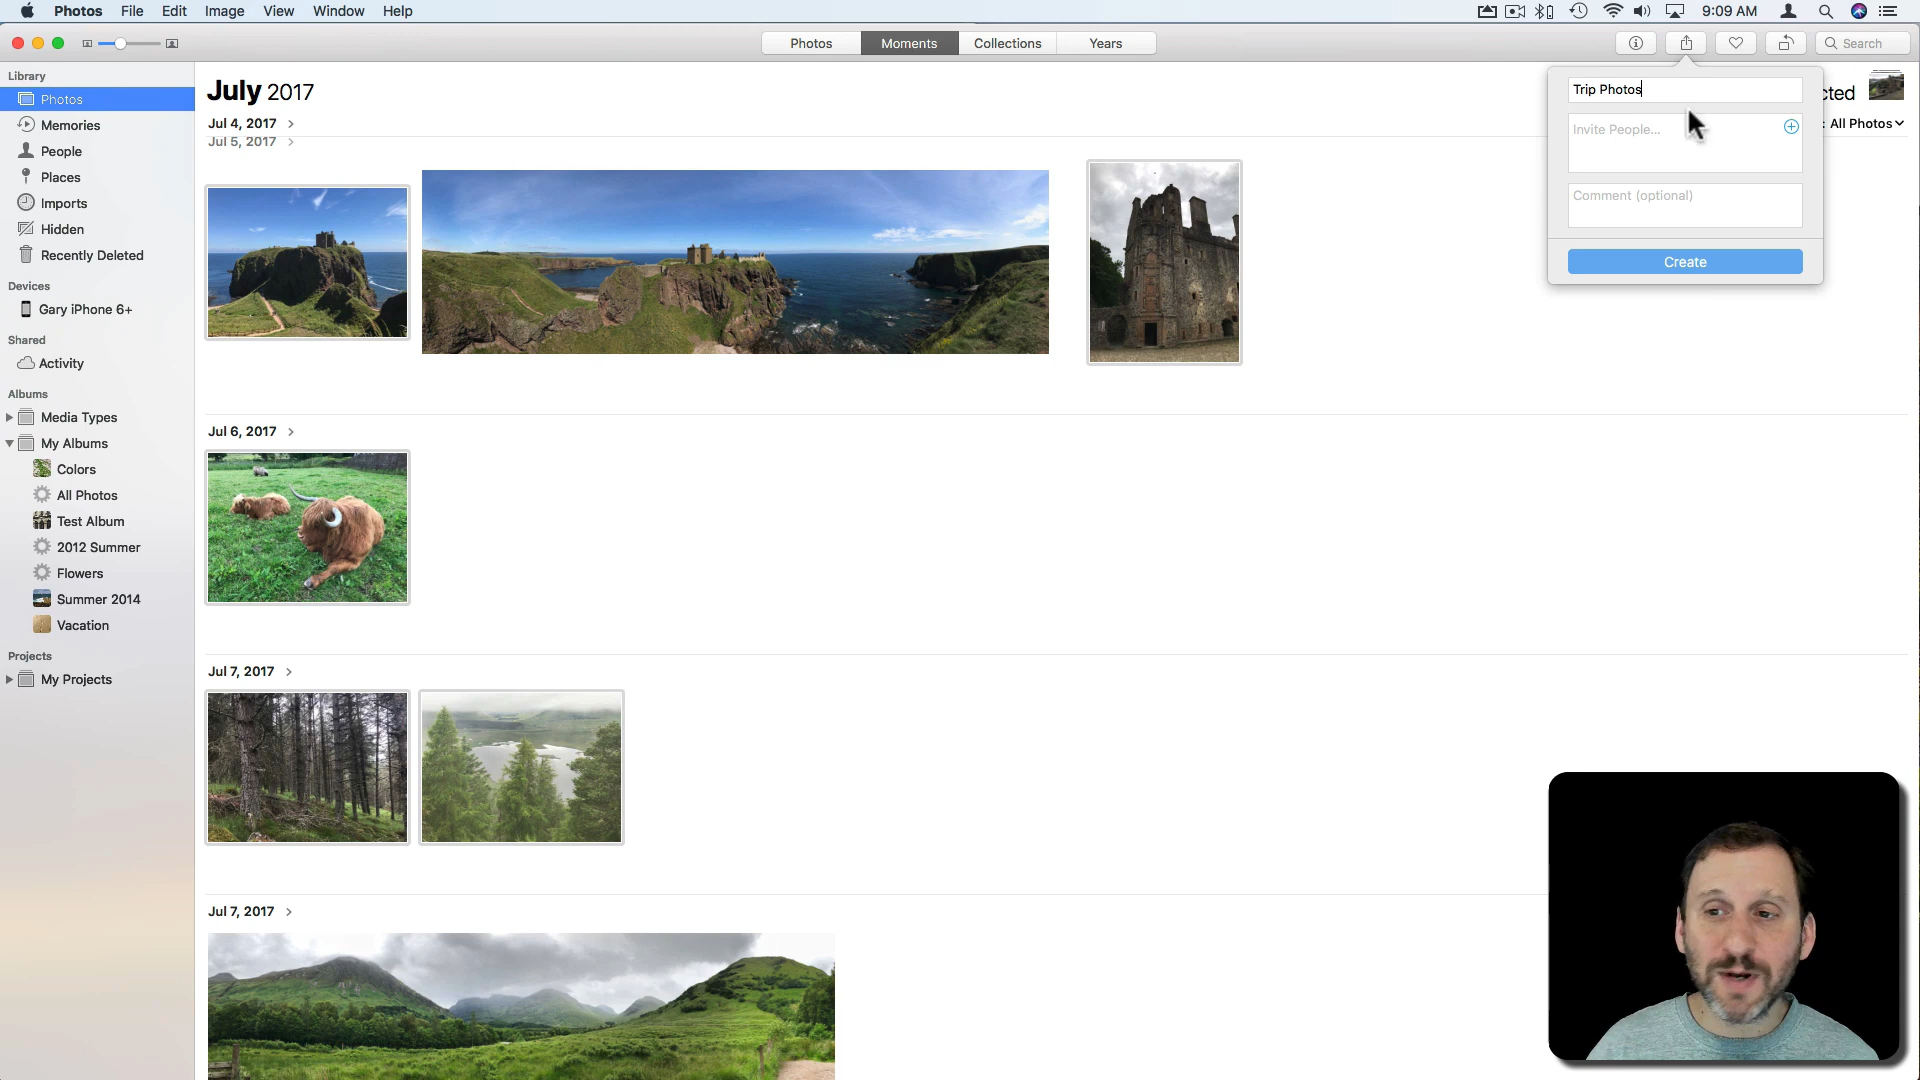 Photos File Edit Image View Window Help 9:09 AM
Photos Moments Collections Years Search
Library
Photos
Memories
People
Places
Imports
Hidden
Recently Deleted
Devices
Gary iPhone 6+
Shared
Activity
Albums
Media Types
My Albums
Colors
All Photos
Test Album
2012 Summer
Flowers
Summer 2014
Vacation
Projects
My Projects
July 2017
Jul 4, 2017
Jul 5, 2017
Jul 6, 2017
Jul 7, 2017
Jul 7, 2017
cted
: All Photos
Trip Photos
Invite People...
Comment (optional)
Create